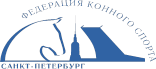 ФЕДЕРАЦИЯ КОННОГО СПОРТА
САНКТ-ПЕТЕРБУРГ